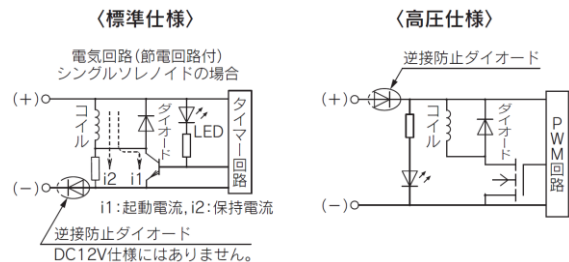 〈標準仕様〉
電気回路(節電回路付)
シングルソレノイドの場合
(+)
コイル
ダイオード
LED
タイマー回路
i2
i1
(−)
i1:起動電流, i2:保持電流
逆接防止ダイオード
DC12V仕様にはありません。
〈高圧仕様〉
逆接防止ダイオード
(+)
コイル
ダイオード
PWM回路
(−)